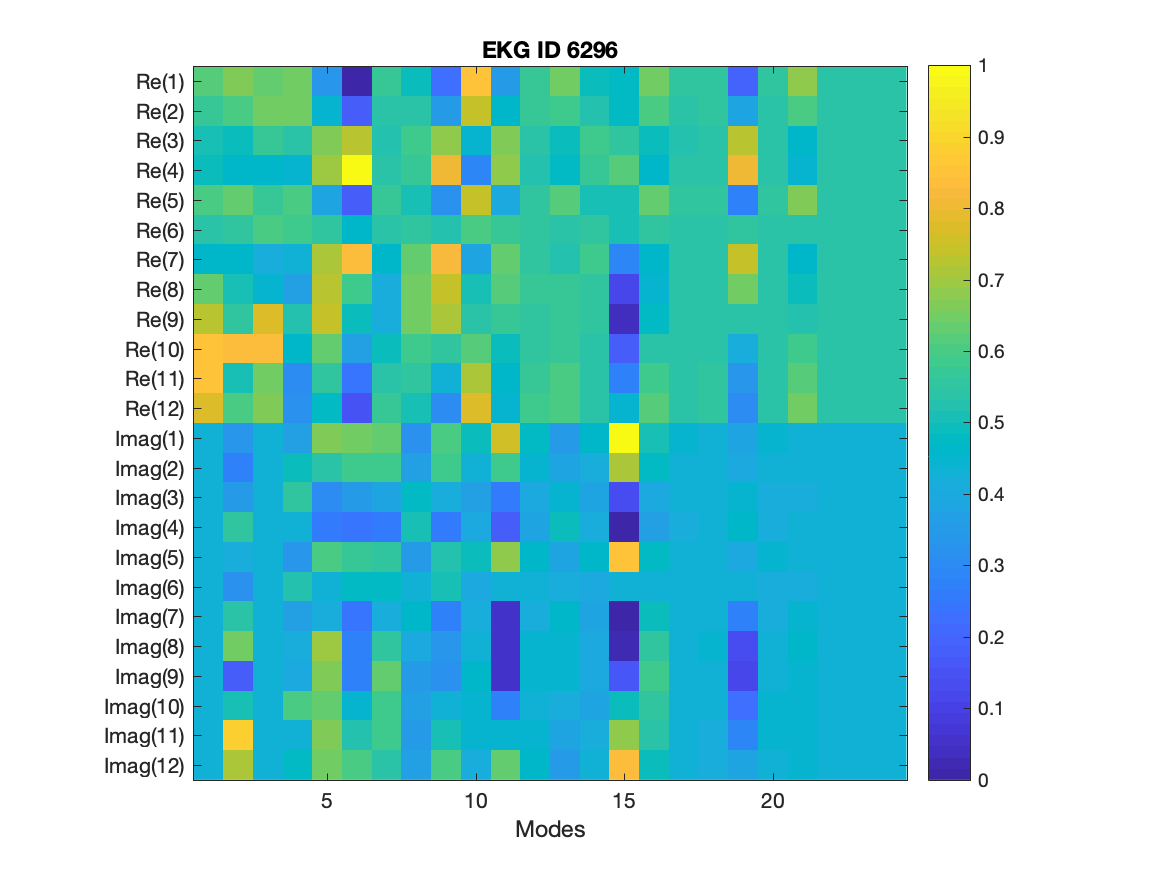 EKG ID 6296
Re(1)
Re(2)
Re(3)
Re(4)
Re(5)
Re(6)
Re(7)
Re(8)
Re(9)
Re(10)
Re(11)
Re(12)
Imag(1)
Imag(2)
Imag(3)
Imag(4)
Imag(5)
Imag(6)
Imag(7)
Imag(8)
Imag(9)
Imag(10)
Imag(11)
Imag(12)
5 10 15 20
Modes
1
0.9
0.8
0.7
0.6
0.5
0.4
0.3
0.2
0.1
0